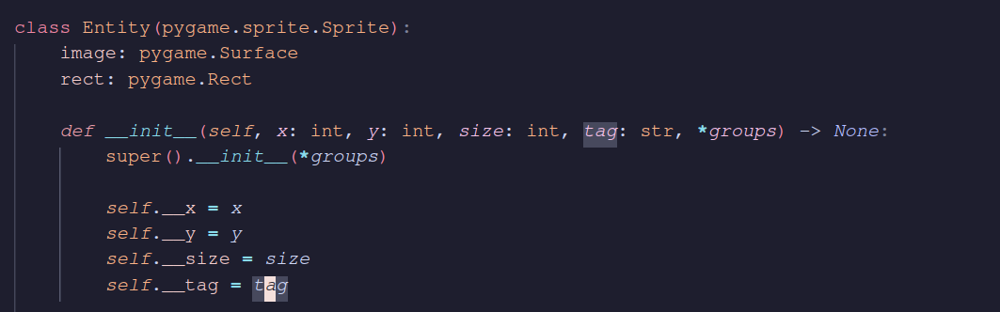 class Entity(pygame.sprite.Sprite):
    image: pygame.Surface
    rect: pygame.Rect

    def __init__(self, x: int, y: int, size: int, tag: str, *groups) -> None:
        super().__init__(*groups)

        self.__x = x
        self.__y = y
        self.__size = size
        self.__tag = tag